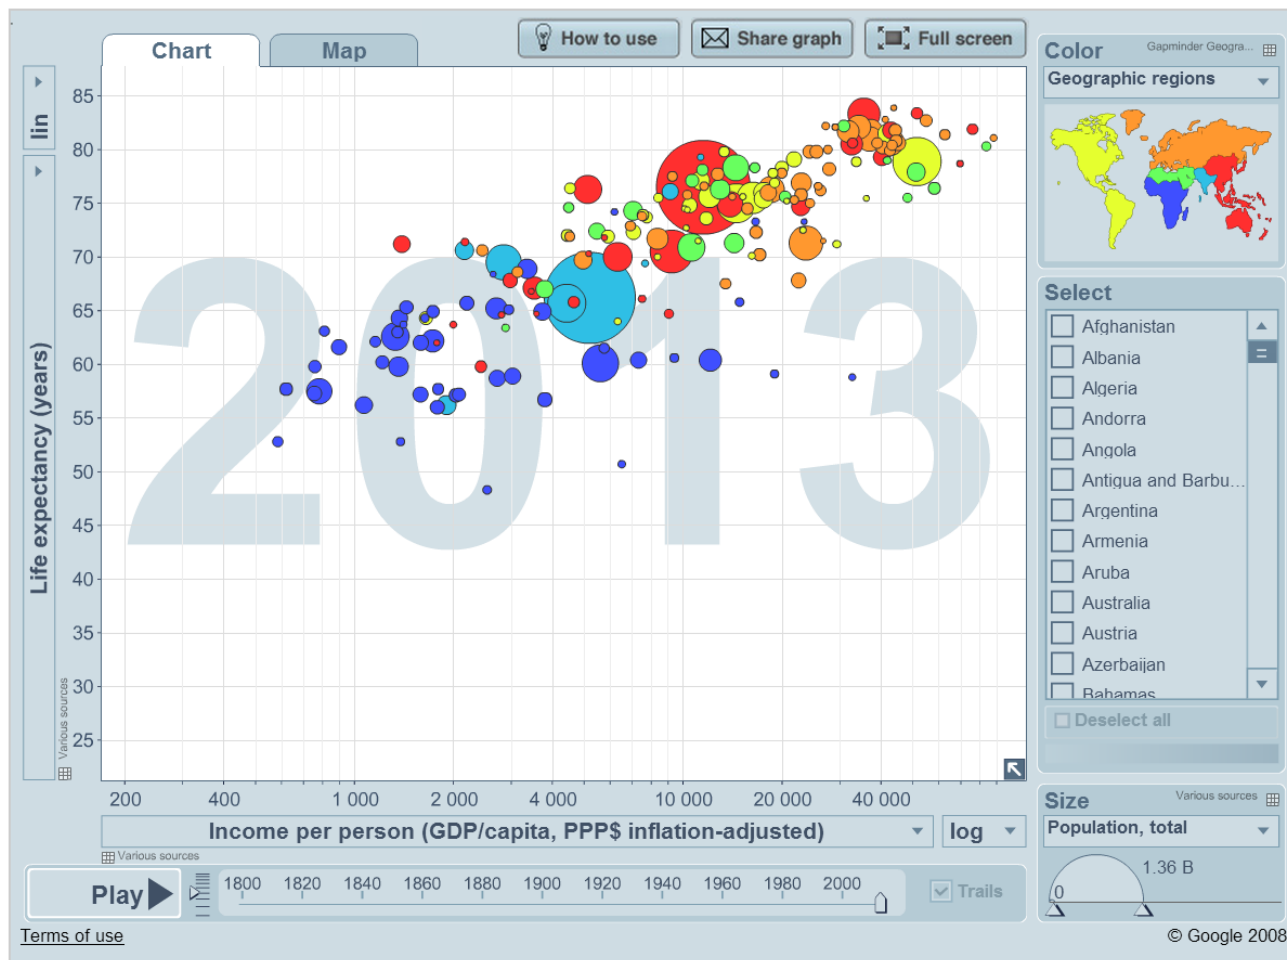 How to use
Share graph
Full screen
Chart
Map
Color
Gapminder Geogra...
Geographic regions
lin
Life expectancy (years)
Various sources
85
80
75
70
65
60
55
50
45
40
35
30
25
2013
200
400
1 000
2 000
4 000
10 000
20 000
40 000
Income per person (GDP/capita, PPP$ inflation-adjusted)
log
Various sources
Select
Afghanistan
Albania
Algeria
Andorra
Angola
Antigua and Barbu...
Argentina
Armenia
Aruba
Australia
Austria
Azerbaijan
Bahamas
Deselect all
Size
Various sources
Population, total
1.36 B
0
Play
1800
1820
1840
1860
1880
1900
1920
1940
1960
1980
2000
Trails
Terms of use
© Google 2008